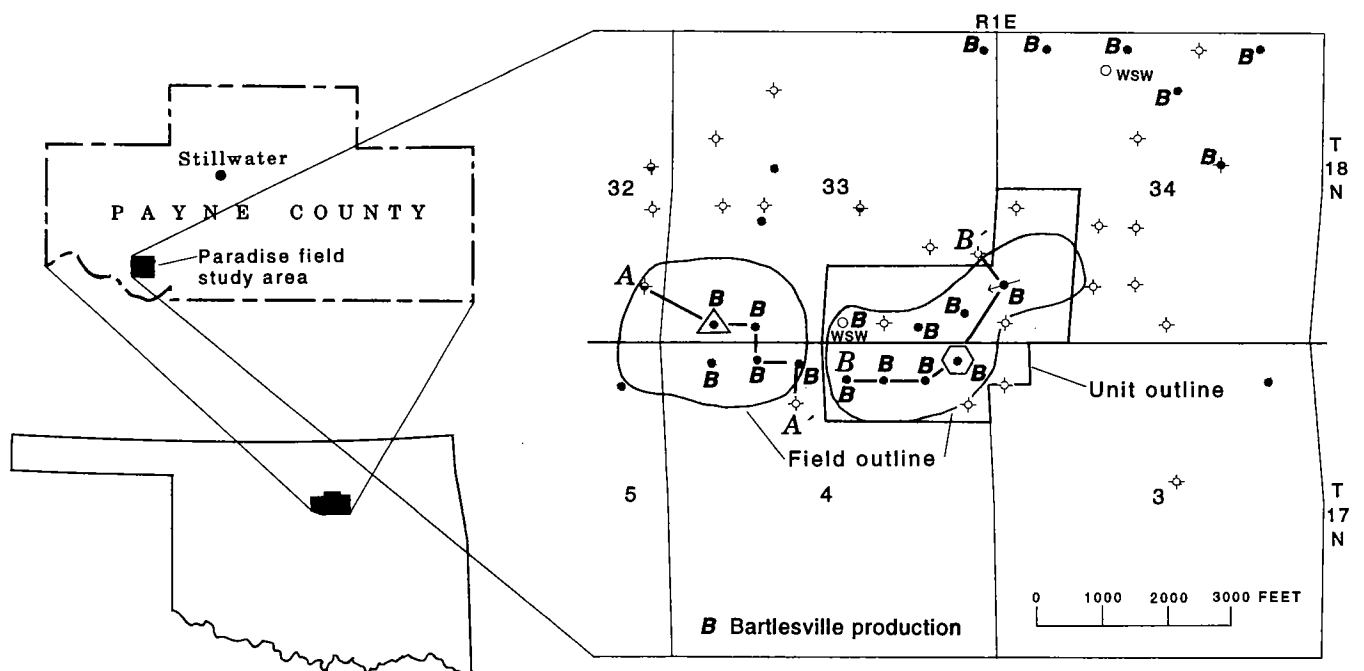 R1E
B
B
B
B
WSW
B
B
T
18
N
Stillwater
PAYNE COUNTY
Paradise field
study area
32
33
34
A
B'
B
B
B
B
B
B
WSW
B
B
B
B
B
B
B
B
B
A'
Unit outline
Field outline
5
4
3
T
17
N
0 1000 2000 3000 FEET
B Bartlesville production